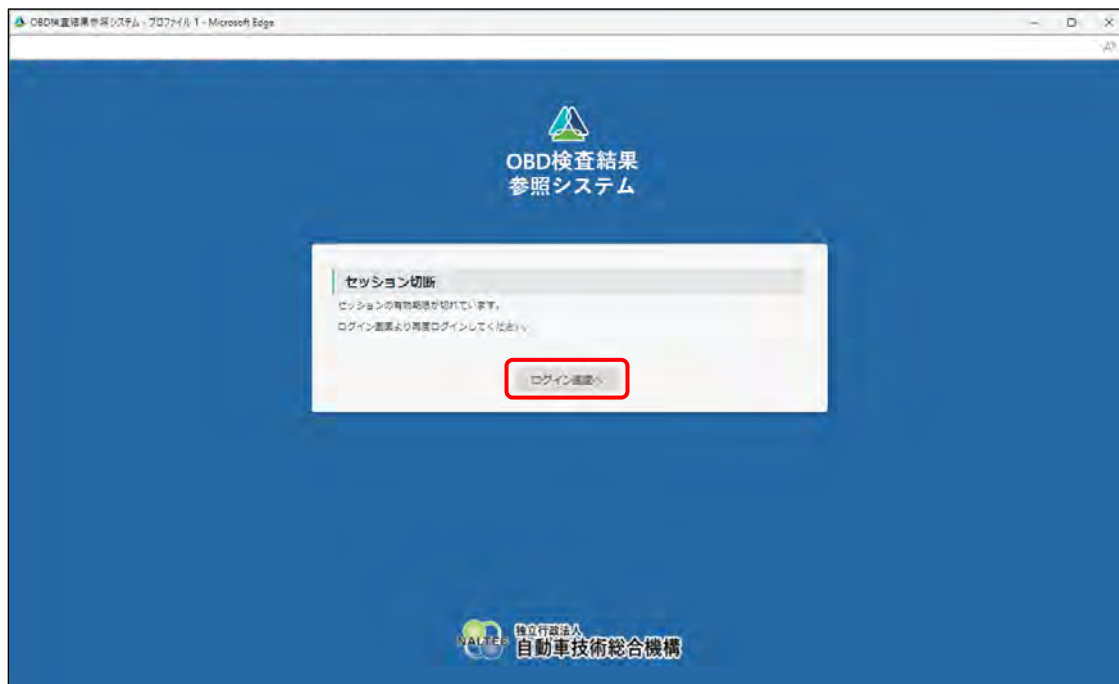 OBD検査結果参照システム - プロファイル 1 - Microsoft Edge
OBD検査結果
参照システム
セッション切断
セッションの有効期限が切れています。
ログイン画面より再度ログインしてください。
ログイン画面へ
NALTEC
独立行政法人
自動車技術総合機構